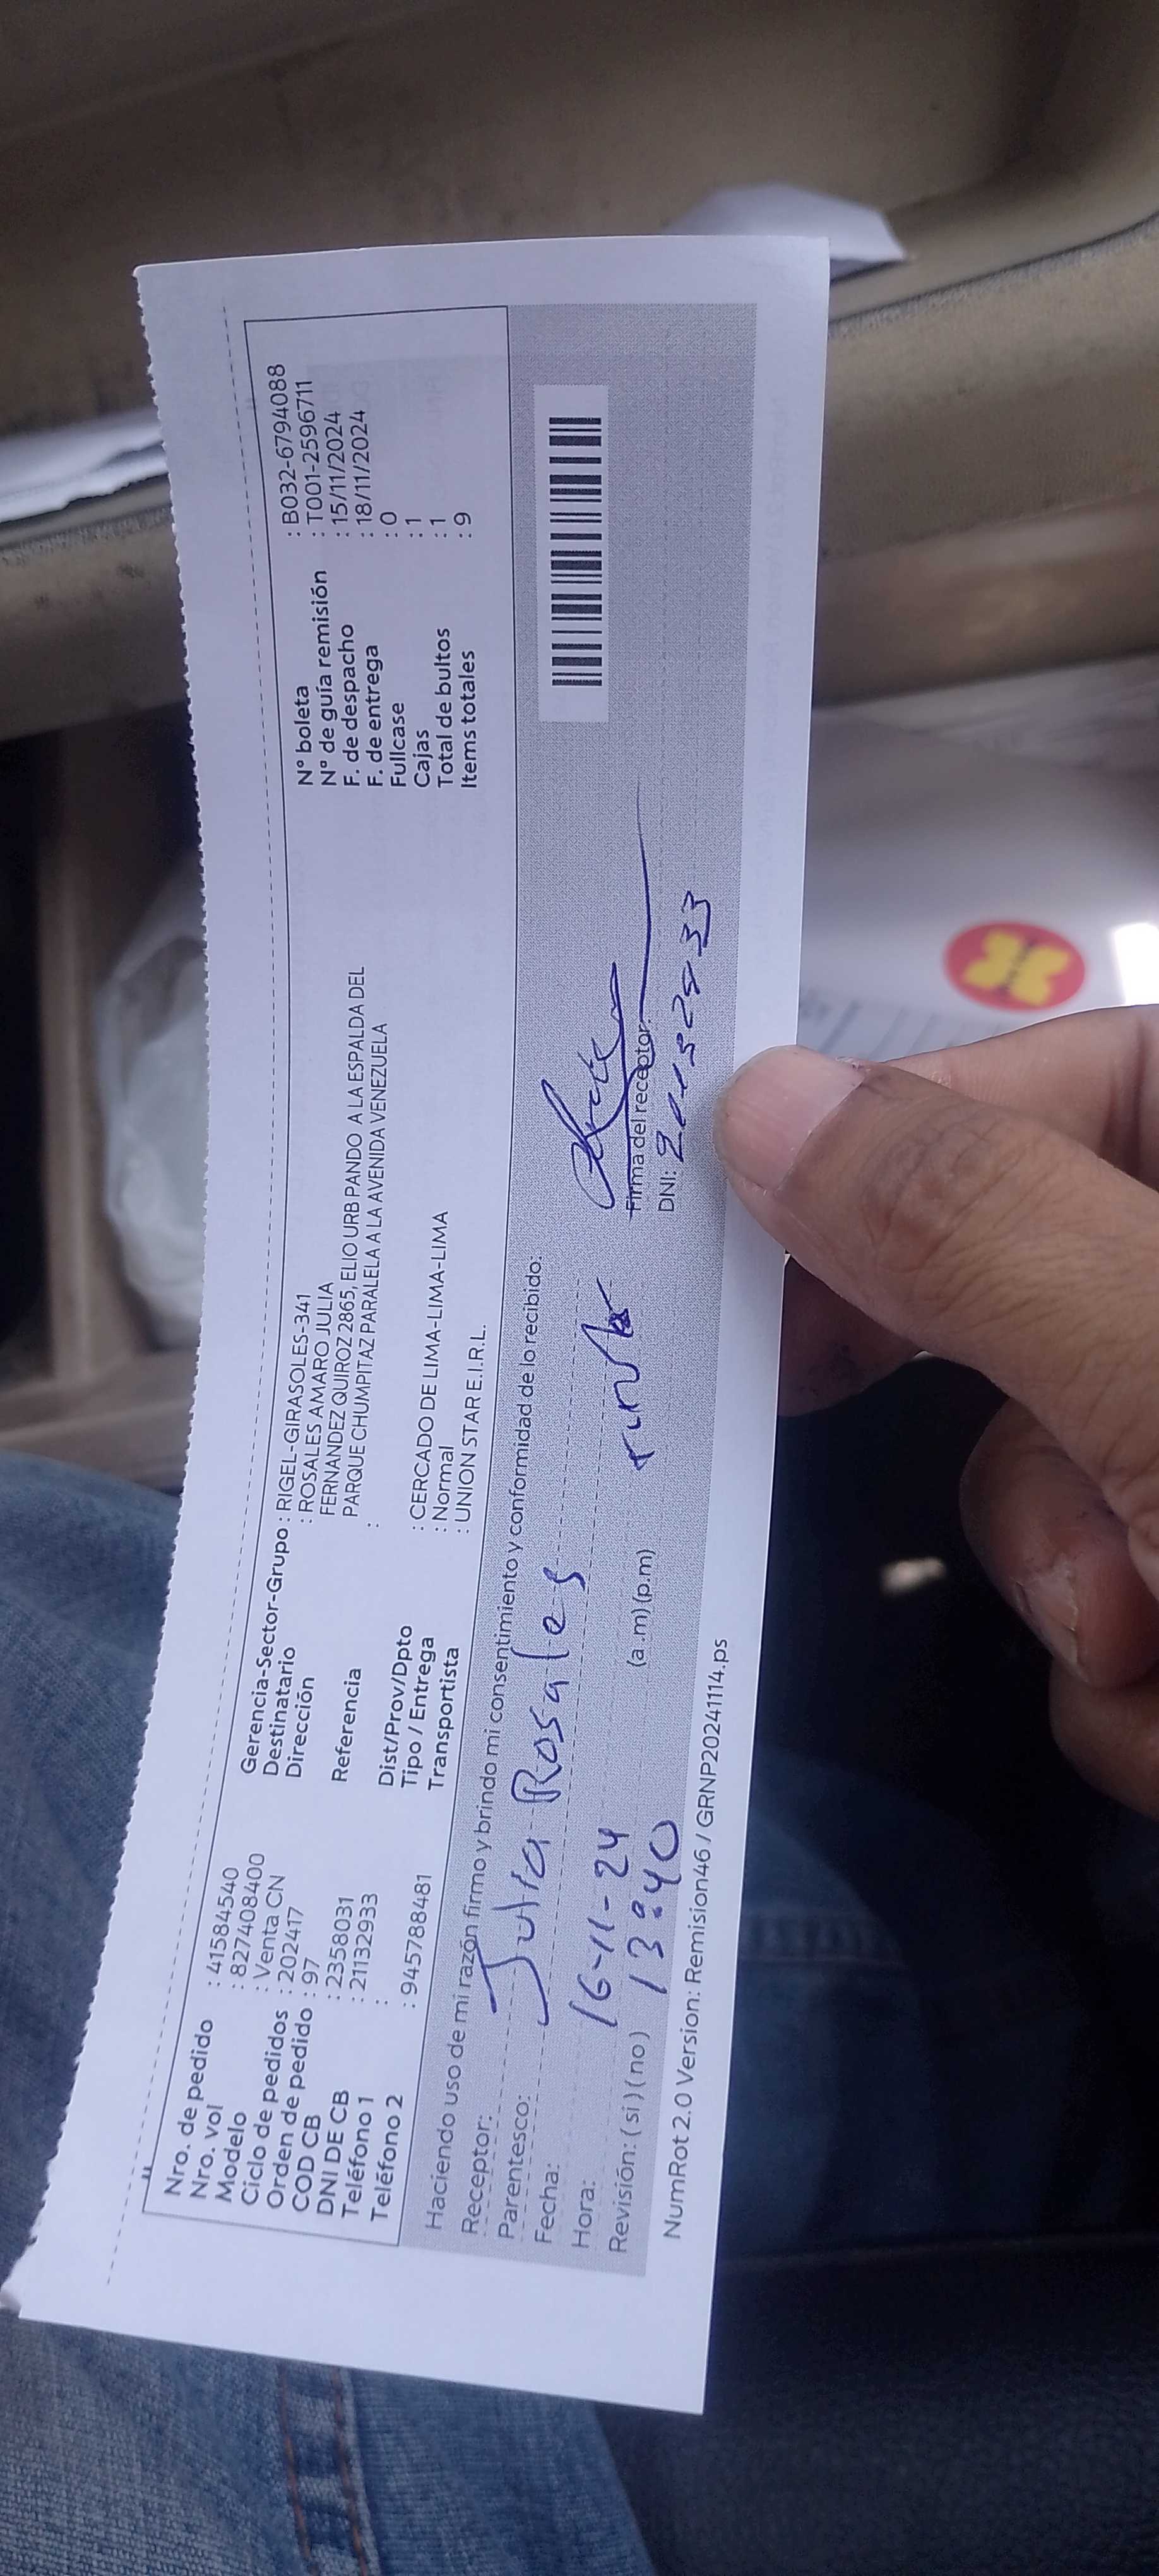 Nro. de pedido : 41584540
Nro. vol : 8274084 00
Modelo : Venta CN
Ciclo de pedidos : 202417
Orden de pedido : 97
COD CB : 2358031
DNI DE CB : 21132933
Teléfono 1 :
Teléfono 2 : 945788481
Gerencia-Sector-Grupo : RIGEL-GIRASOLES-341
Destinatario : ROSALES AMARO JULIA
Dirección FERNANDEZ QUIROZ 2865, ELIO URB PANDO A LA ESPALDA DEL
PARQUE CHUMPITAZ PARALELA A LA AVENIDA VENEZUELA
Referencia :
Dist/Prov/Dpto : CERCADO DE LIMA-LIMA-LIMA
Tipo / Entrega : Normal
Transportista : UNION STAR E.I.R.L.
N° boleta : B032-6794088
N° de guía remisión : T001-2596711
F. de despacho : 15/11/2024
F. de entrega : 18/11/2024
Fullcase : 0
Cajas : 1
Total de bultos : 1
Items totales : 9
Haciendo uso de mi razón firmo y brindo mi consentimiento y conformidad de lo recibido:
Receptor: Julia Rosales
Parentesco:
Fecha: 16-11-24
Hora: 13:40 (a.m) (p.m)
Revisión: ( si ) ( no )
Firma del receptor:
DNI:
NumRot 2.0 Version: Remision46 / GRNP20241114.ps